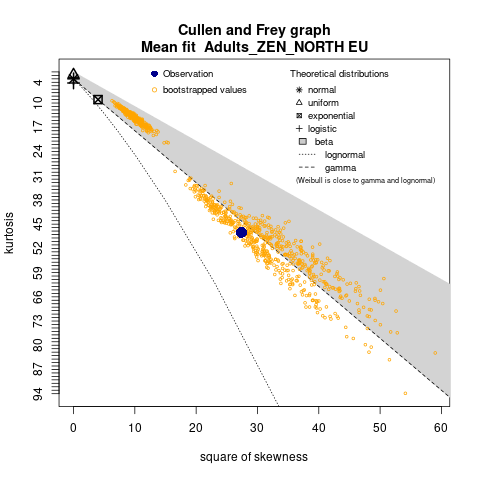 Cullen and Frey graph
Mean fit  Adults_ZEN_NORTH EU
Observation
bootstrapped values
Theoretical distributions
normal
uniform
exponential
logistic
beta
lognormal
gamma
(Weibull is close to gamma and lognormal)
kurtosis
4
10
17
24
31
38
45
52
59
66
73
80
87
94
0
10
20
30
40
50
60
square of skewness